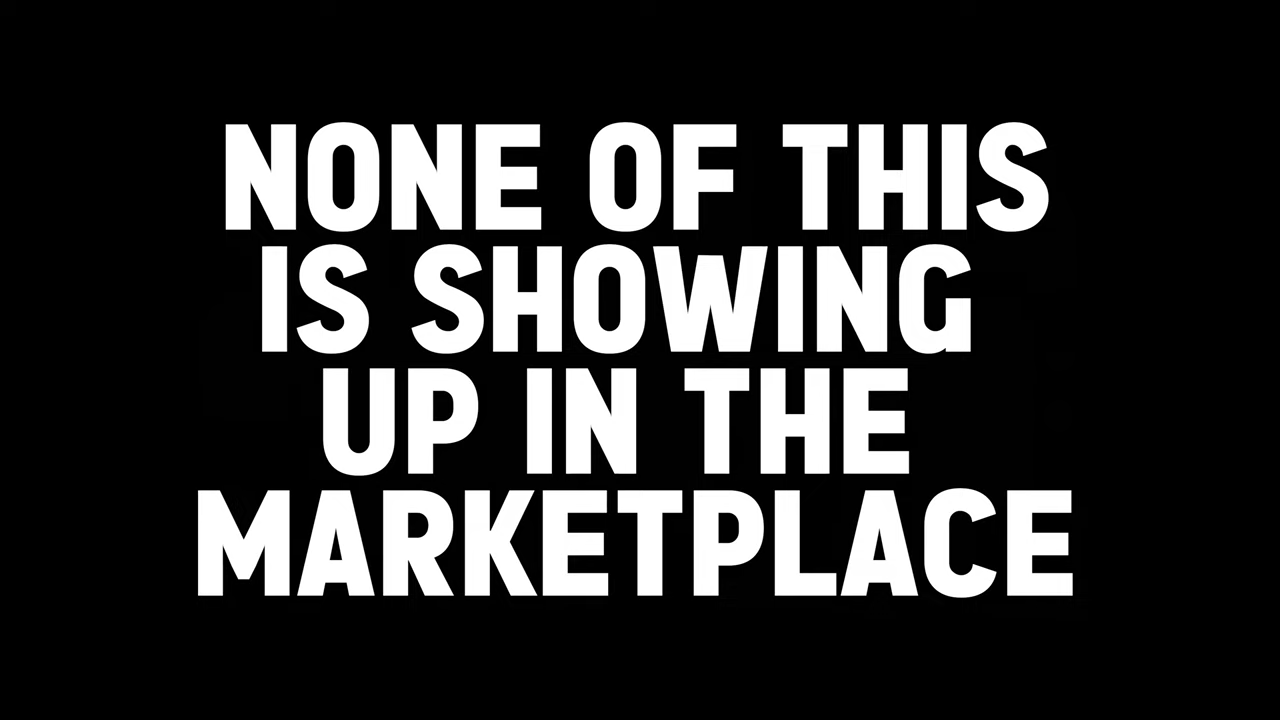 NONE OF THIS
IS SHOWING
UP IN THE
MARKETPLACE